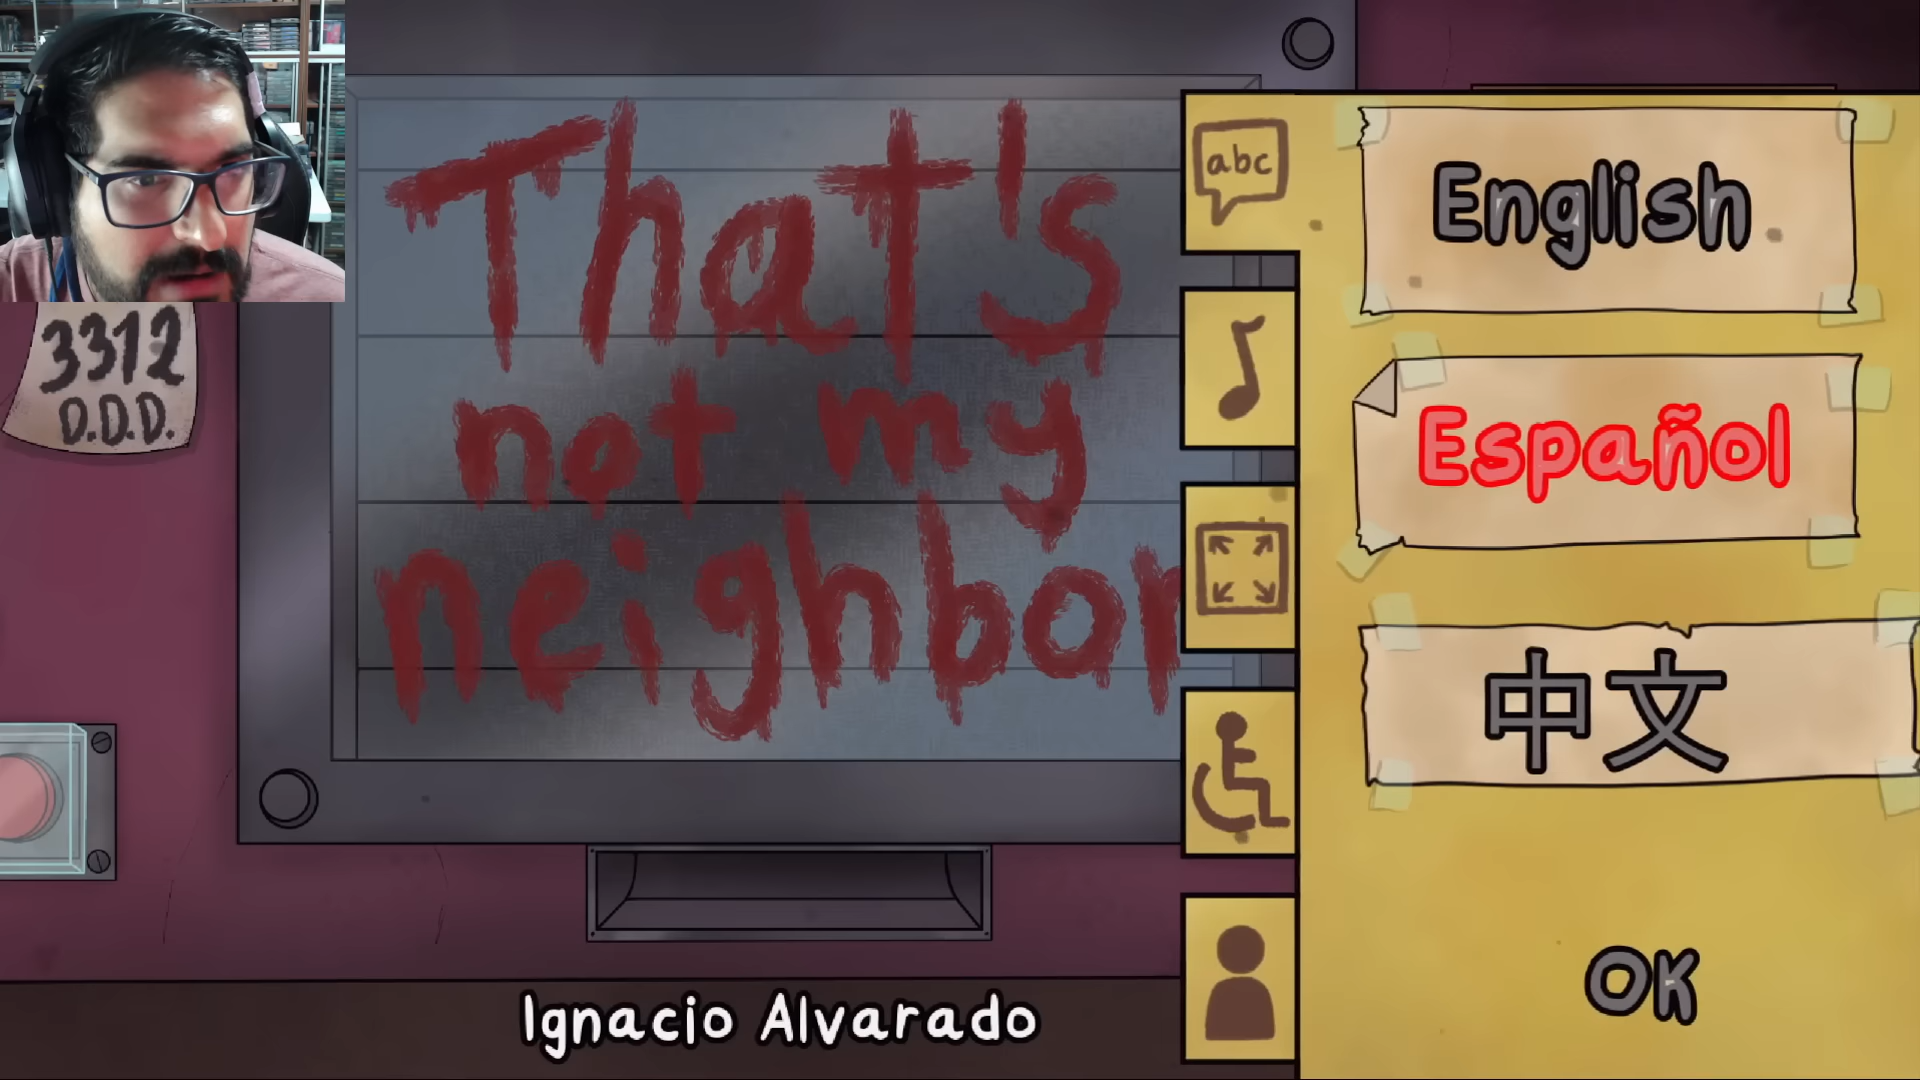 That's
not my
neighbor
3312
D.D.D.
Ignacio Alvarado
abc
English
Español
中文
OK